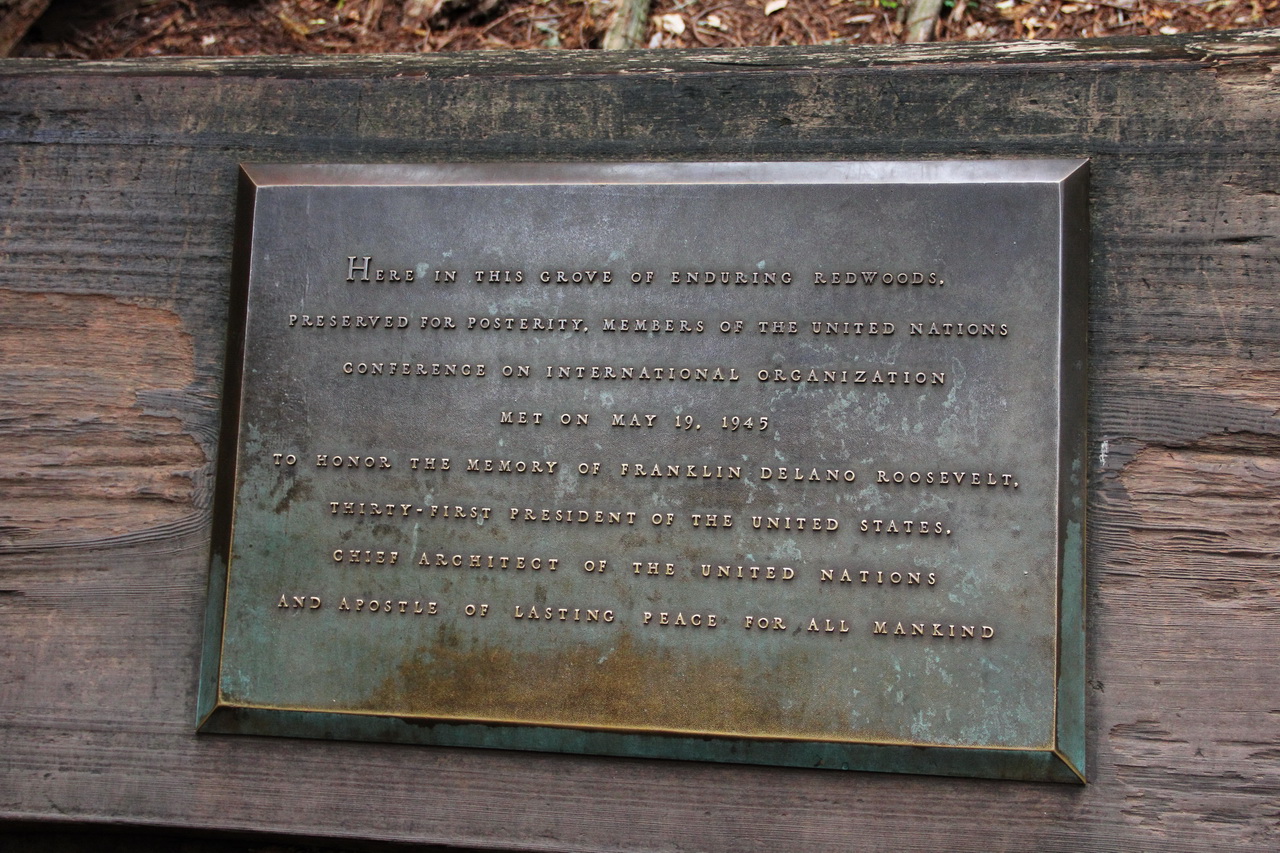 HERE IN THIS GROVE OF ENDURING REDWOODS,
PRESERVED FOR POSTERITY, MEMBERS OF THE UNITED NATIONS
CONFERENCE ON INTERNATIONAL ORGANIZATION
MET ON MAY 19, 1945
TO HONOR THE MEMORY OF FRANKLIN DELANO ROOSEVELT,
THIRTY-FIRST PRESIDENT OF THE UNITED STATES,
CHIEF ARCHITECT OF THE UNITED NATIONS
AND APOSTLE OF LASTING PEACE FOR ALL MANKIND